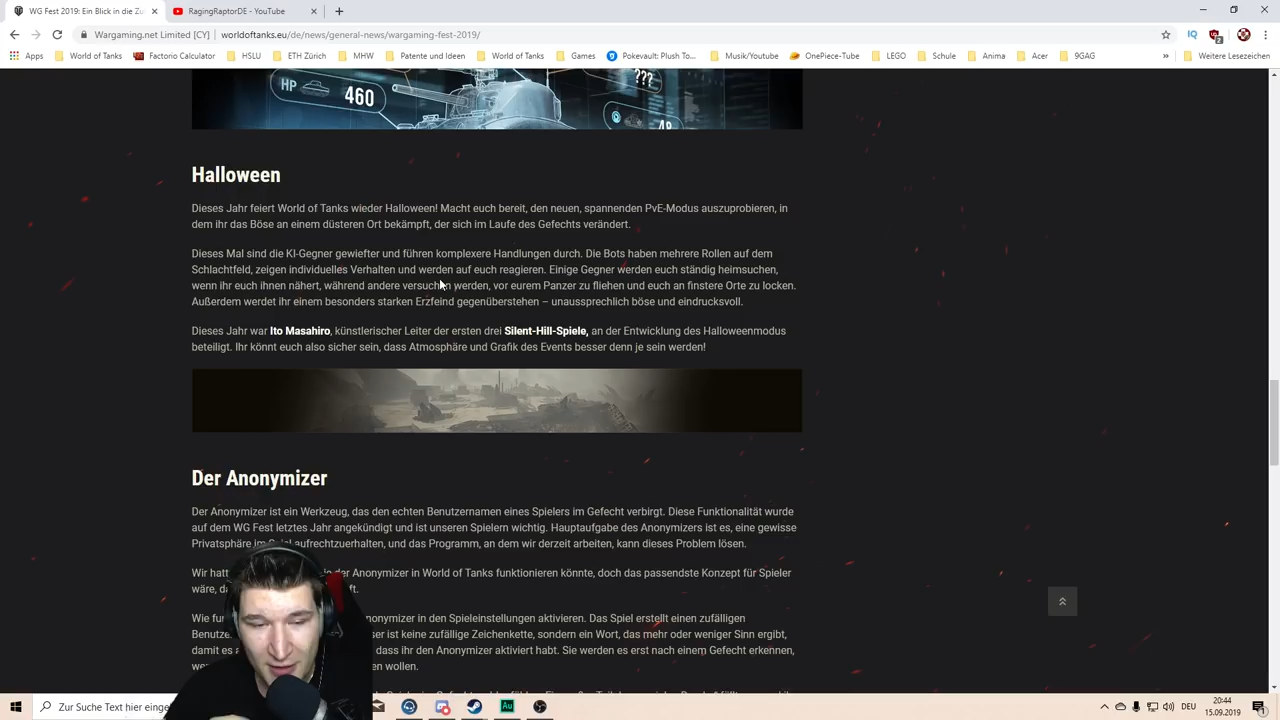 WG Fest 2019: Ein Blick in die Zu
RagingRaptorDE - YouTube
Wargaming.net Limited [CY]
worldoftanks.eu/de/news/general-news/wargaming-fest-2019/
Apps World of Tanks Factorio Calculator HSLU ETH Zürich MHW Patente und Ideen World of Tanks Games Pokevault: Plush To... Musik/Youtube OnePiece-Tube LEGO Schule Anima Acer 9GAG » Weitere Lesezeichen
HP 460
???
48
Halloween
Dieses Jahr feiert World of Tanks wieder Halloween! Macht euch bereit, den neuen, spannenden PvE-Modus auszuprobieren, in
dem ihr das Böse an einem düsteren Ort bekämpft, der sich im Laufe des Gefechts verändert.
Dieses Mal sind die KI-Gegner gewiefter und führen komplexere Handlungen durch. Die Bots haben mehrere Rollen auf dem
Schlachtfeld, zeigen individuelles Verhalten und werden auf euch reagieren. Einige Gegner werden euch ständig heimsuchen,
wenn ihr euch ihnen nähert, während andere versuchen werden, vor eurem Panzer zu fliehen und euch an finstere Orte zu locken.
Außerdem werdet ihr einem besonders starken Erzfeind gegenüberstehen – unaussprechlich böse und eindrucksvoll.
Dieses Jahr war Ito Masahiro, künstlerischer Leiter der ersten drei Silent-Hill-Spiele, an der Entwicklung des Halloweenmodus
beteiligt. Ihr könnt euch also sicher sein, dass Atmosphäre und Grafik des Events besser denn je sein werden!
Der Anonymizer
Der Anonymizer ist ein Werkzeug, das den echten Benutzernamen eines Spielers im Gefecht verbirgt. Diese Funktionalität wurde
auf dem WG Fest letztes Jahr angekündigt und ist unseren Spielern wichtig. Hauptaufgabe des Anonymizers ist es, eine gewisse
Privatsphäre im Spiel aufrechtzuerhalten, und das Programm, an dem wir derzeit arbeiten, kann dieses Problem lösen.
Wir hatt der Anonymizer in World of Tanks funktionieren könnte, doch das passendste Konzept für Spieler
wäre, da ft.
Wie fu nonymizer in den Spieleinstellungen aktivieren. Das Spiel erstellt einen zufälligen
Benutze ser ist keine zufällige Zeichenkette, sondern ein Wort, das mehr oder weniger Sinn ergibt,
damit es a dass ihr den Anonymizer aktiviert habt. Sie werden es erst nach einem Gefecht erkennen,
we en wollen.
Zur Suche Text hier einge
DEU
20:44
15.09.2019